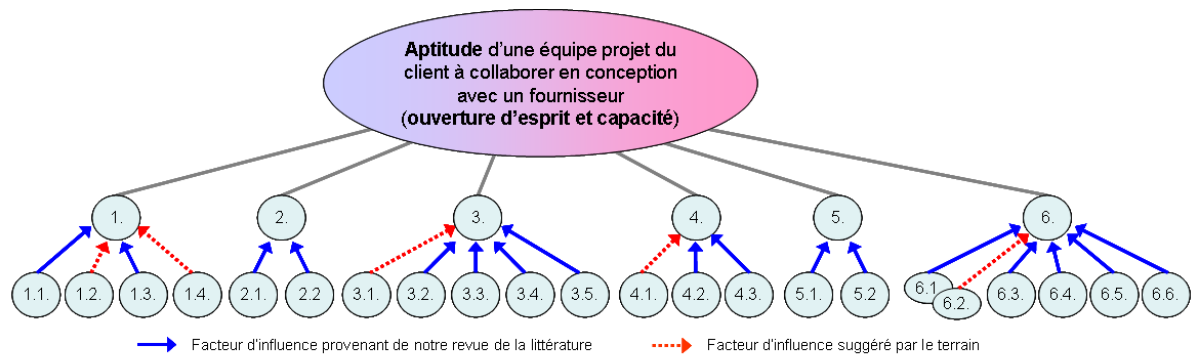 Aptitude d'une équipe projet du
client à collaborer en conception
avec un fournisseur
(ouverture d'esprit et capacité)
1. 2. 3. 4. 5. 6.
1.1. 1.2. 1.3. 1.4. 2.1. 2.2 3.1. 3.2. 3.3. 3.4. 3.5. 4.1. 4.2. 4.3. 5.1. 5.2 6.1 6.2. 6.3. 6.4. 6.5. 6.6.
Facteur d'influence provenant de notre revue de la littérature Facteur d'influence suggéré par le terrain